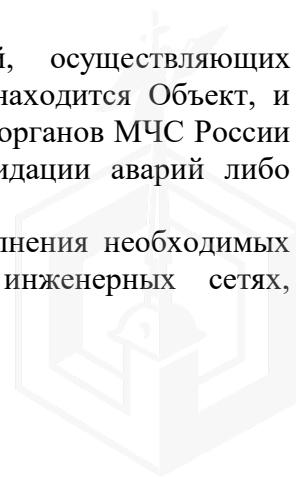 й, осуществляющих
находится Объект, и
органов МЧС России
идации аварий либо
лнения необходимых
инженерных сетях,